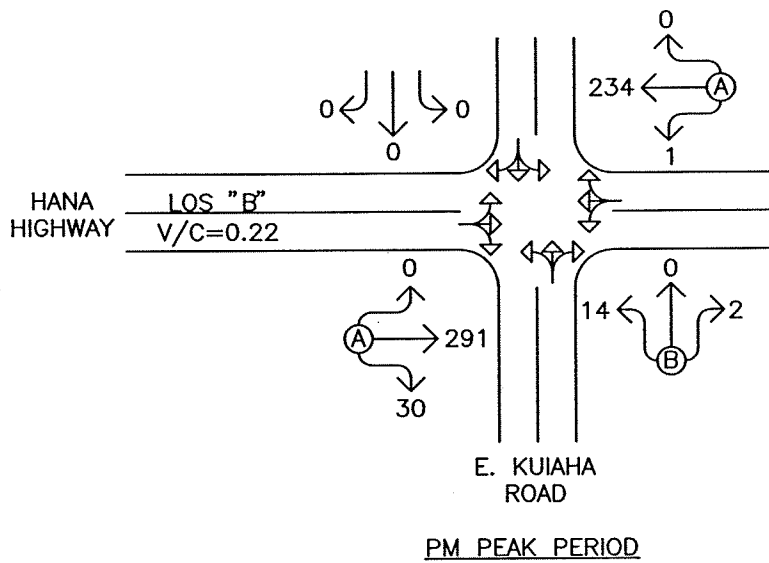 0
234
A
1
0
0
0
HANA
HIGHWAY
LOS "B"
V/C=0.22
0
A
291
30
0
14
2
B
E. KUIAHA
ROAD
PM PEAK PERIOD